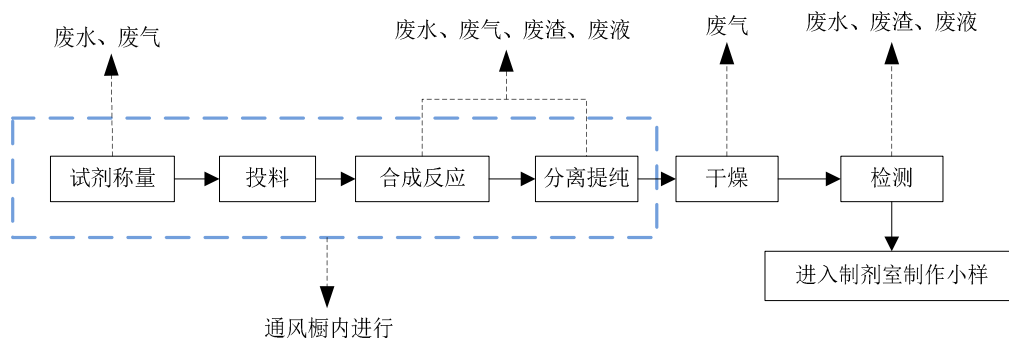 废水、废气
废水、废气、废渣、废液
废气
废水、废渣、废液
试剂称量
投料
合成反应
分离提纯
干燥
检测
进入制剂室制作小样
通风橱内进行